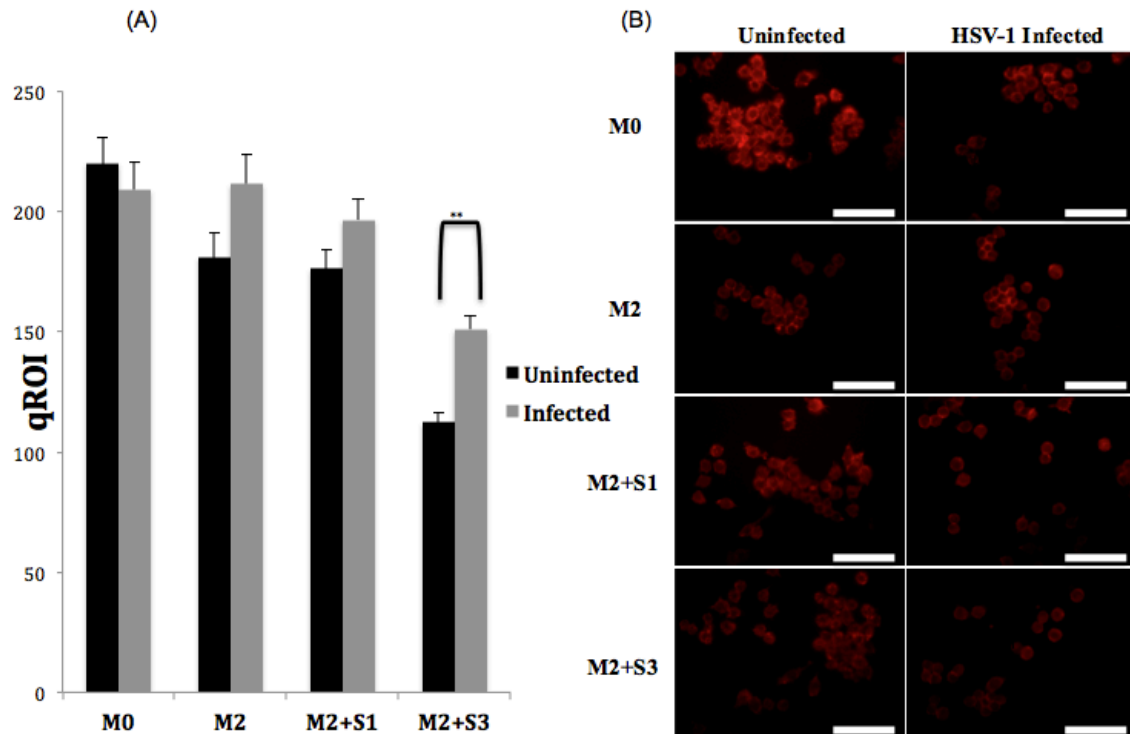 (A)
250
200
150
100
50
0
qROI
**
Uninfected
Infected
M0 M2 M2+S1 M2+S3
(B)
Uninfected HSV-1 Infected
M0
M2
M2+S1
M2+S3